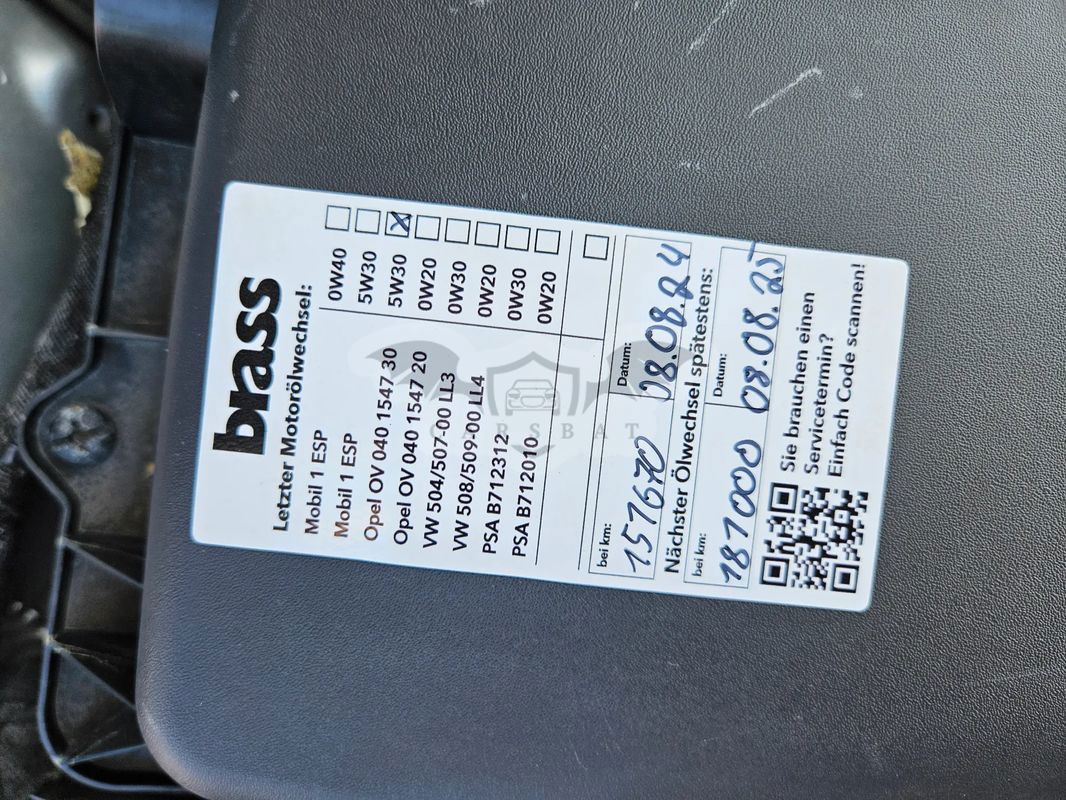 brass
Letzter Motorölwechsel:
Mobil 1 ESP 0W40
Mobil 1 ESP 5W30
Opel OV 040 1547 30 5W30 X
Opel OV 040 1547 20 0W20
VW 504/507-00 LL3 0W30
VW 508/509-00 LL4 0W20
PSA B712312 0W30
PSA B712010 0W20
bei km: Datum:
151670 08.08.24
Nächster Ölwechsel spätestens:
bei km: Datum:
181000 08.08.25
Sie brauchen einen
Servicetermin?
Einfach Code scannen!
CARSBAT